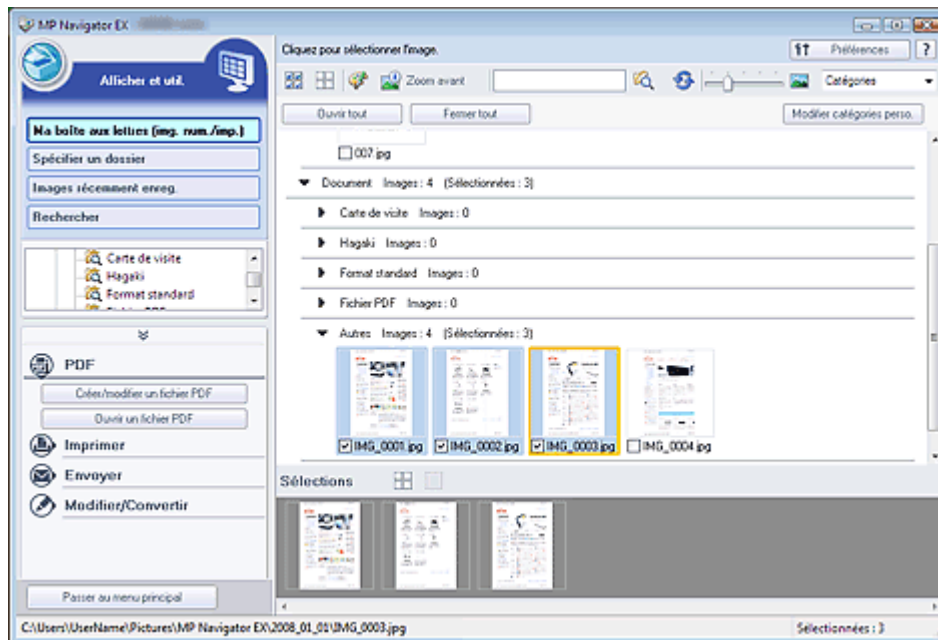 MP Navigator EX
Afficher et util.
Ma boîte aux lettres (img. num./imp.)
Spécifier un dossier
Images récemment enreg.
Rechercher
Carte de visite
Hagaki
Format standard
Fichier PDF
PDF
Créer/modifier un fichier PDF
Ouvrir un fichier PDF
Imprimer
Envoyer
Modifier/Convertir
Passer au menu principal
Cliquez pour sélectionner l'image.
Préférences
?
Zoom avant
Catégories
Ouvrir tout
Fermer tout
Modifier catégories perso.
007.jpg
Document Images : 4 (Sélectionnées : 3)
Carte de visite Images : 0
Hagaki Images : 0
Format standard Images : 0
Fichier PDF Images : 0
Autres Images : 4 (Sélectionnées : 3)
IMG_0001.jpg IMG_0002.jpg IMG_0003.jpg IMG_0004.jpg
Sélections
C:\Users\UserName\Pictures\MP Navigator EX\2008_01_01\IMG_0003.jpg
Sélectionnées : 3